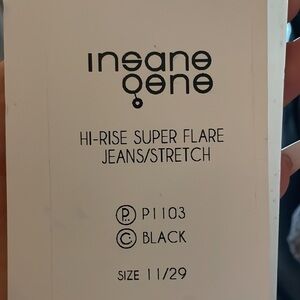 insane
gene
HI-RISE SUPER FLARE
JEANS/STRETCH
P. P1103
C BLACK
SIZE 11/29